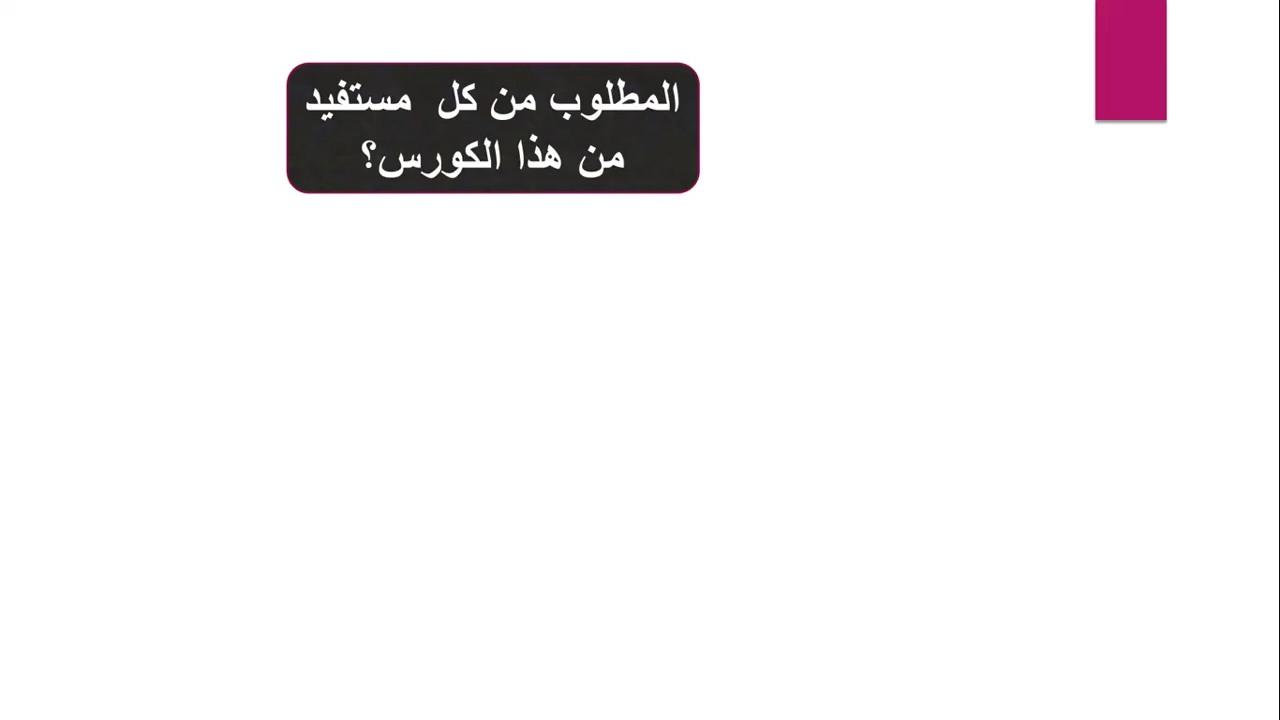 المطلوب من كل مستفيد
من هذا الكورس؟